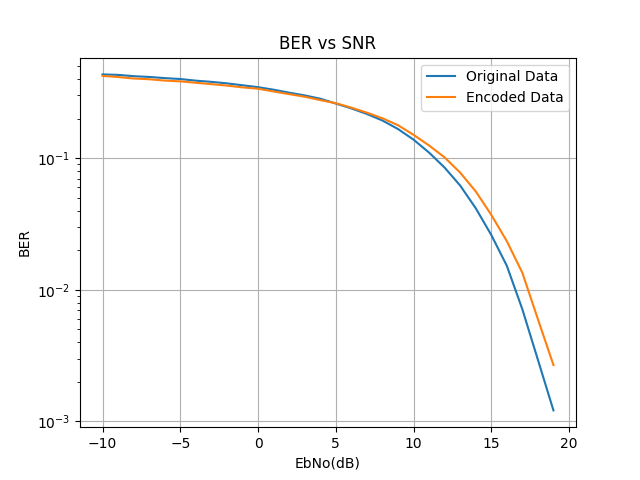 BER vs SNR
Original Data
Encoded Data
10⁻¹
10⁻²
10⁻³
BER
−10 −5 0 5 10 15 20
EbNo(dB)